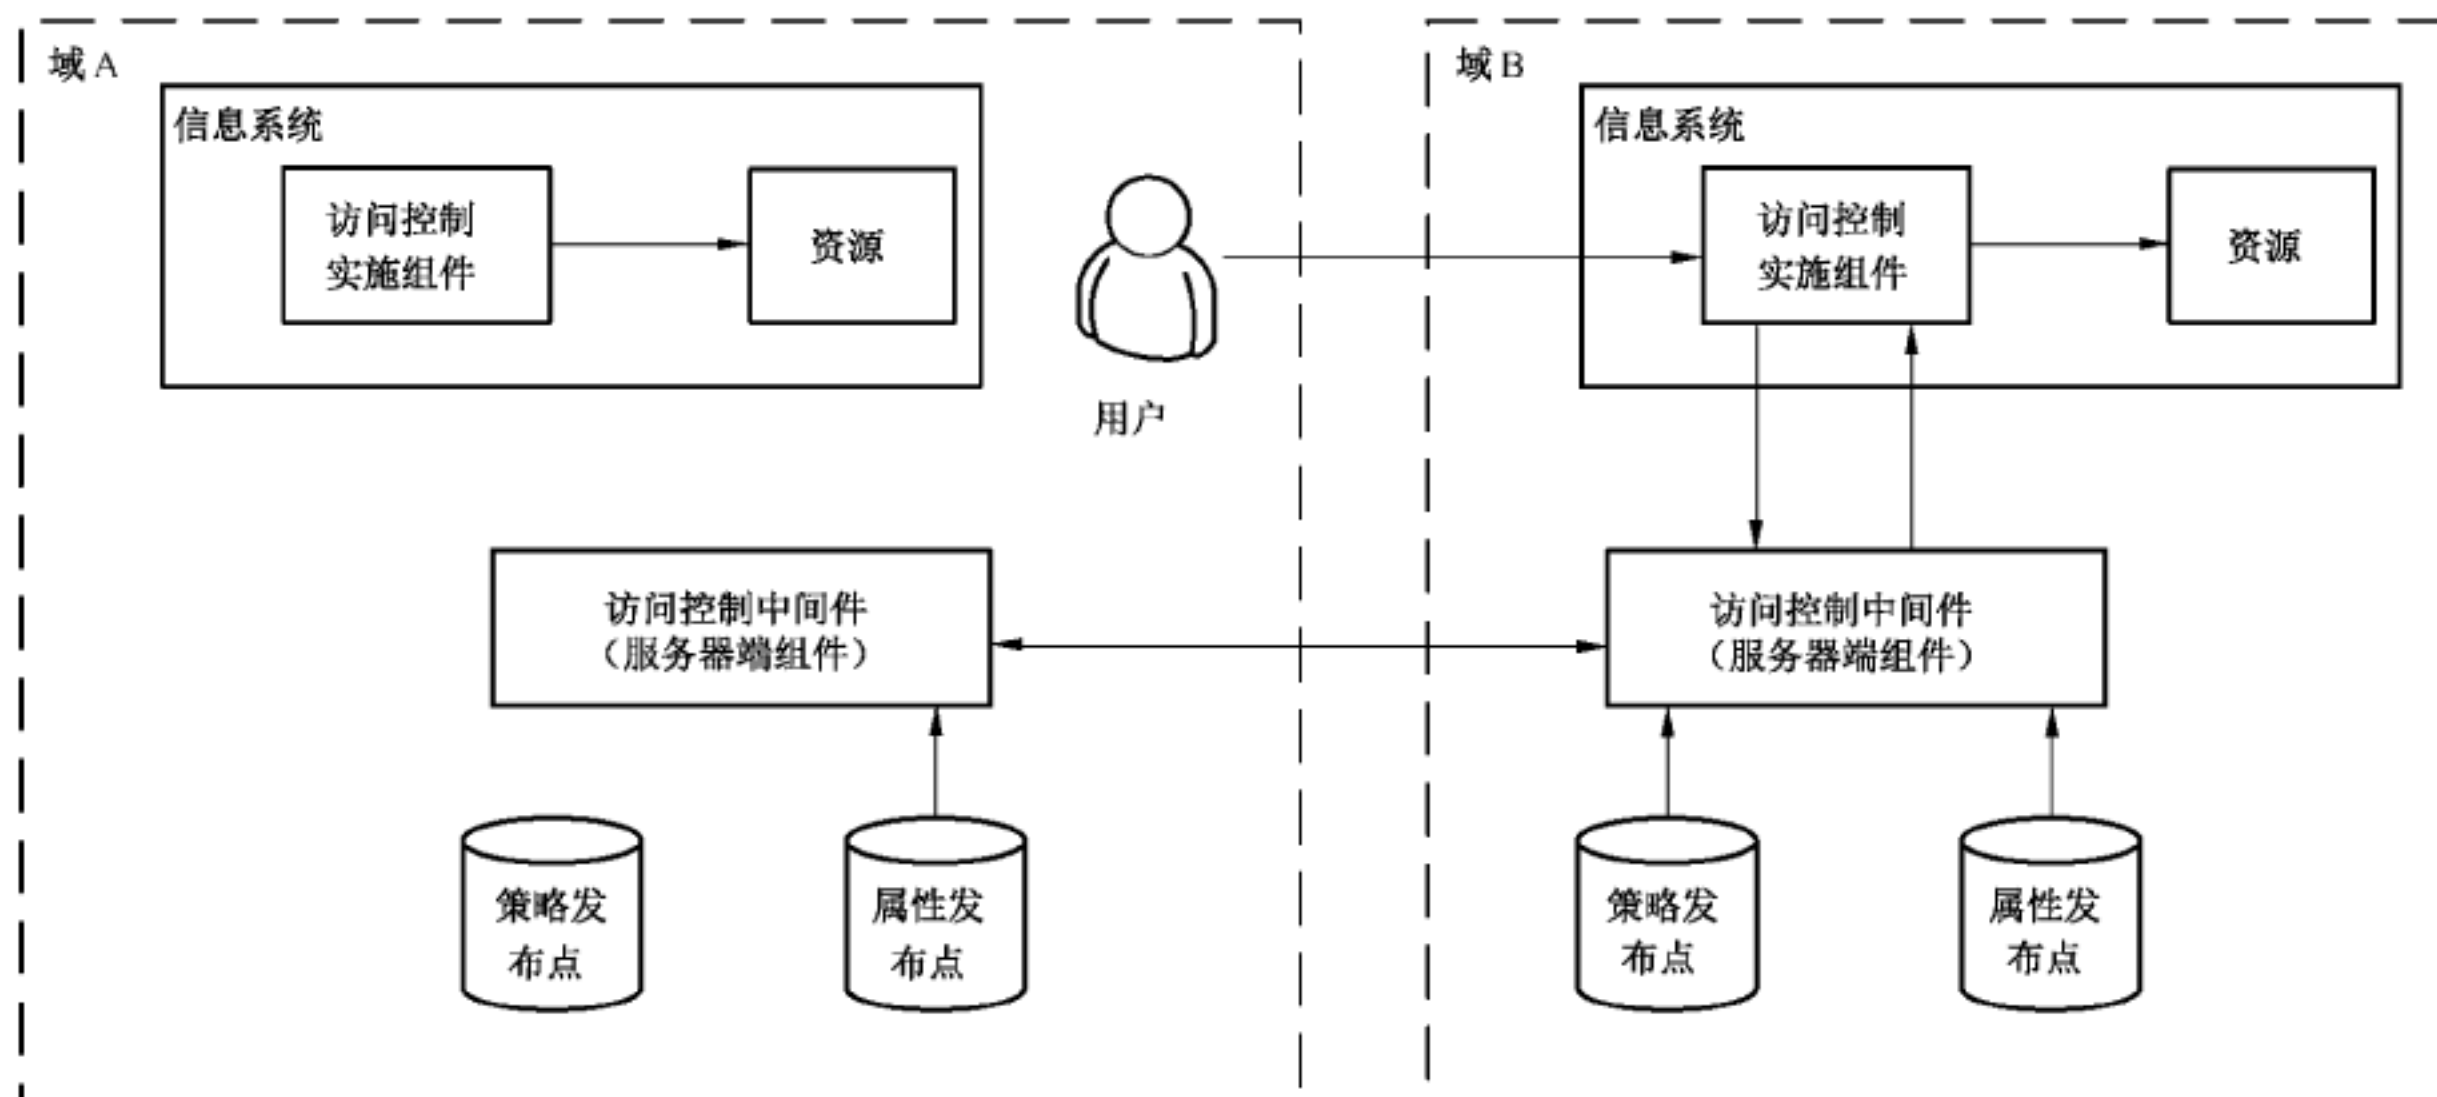 域A
信息系统
访问控制
实施组件
资源
用户
访问控制中间件
（服务器端组件）
策略发
布点
属性发
布点
域B
信息系统
访问控制
实施组件
资源
访问控制中间件
（服务器端组件）
策略发
布点
属性发
布点